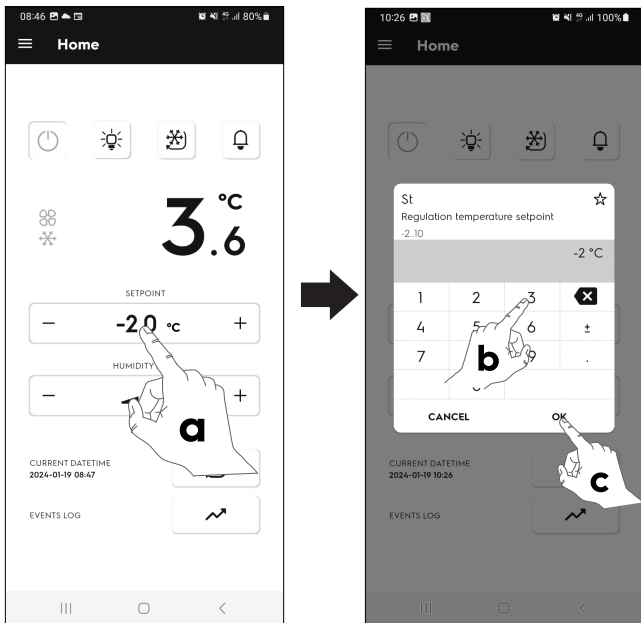 08:46 4G 80%
Home
3.6 °C
SETPOINT
− -2.0 °C +
HUMIDITY
− +
a
CURRENT DATETIME
2024-01-19 08:47
EVENTS LOG
10:26 4G 100%
Home
St
Regulation temperature setpoint
-2..10
-2 °C
1 2 3
4 5 6 ±
7 9 .
b
CANCEL OK
c
CURRENT DATETIME
2024-01-19 10:26
EVENTS LOG